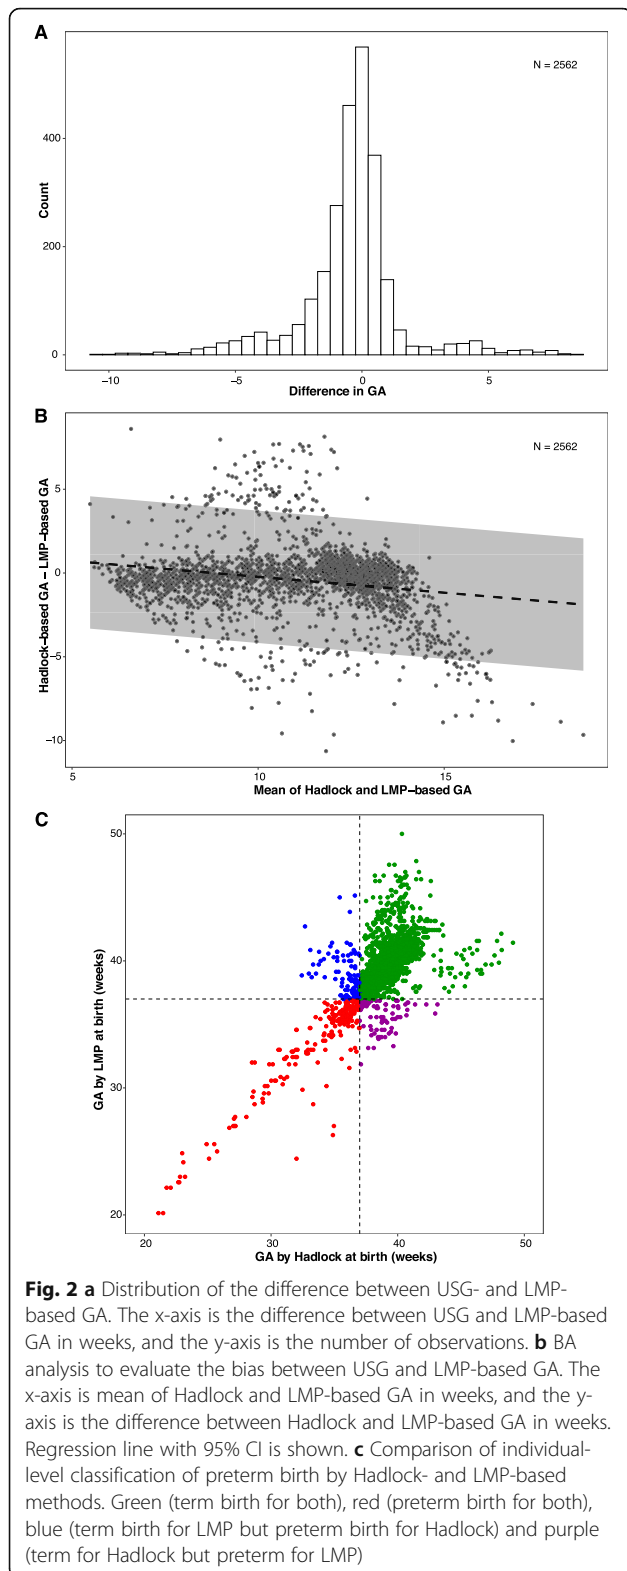 A
N = 2562
400
200
0
Count
−10
−5
0
5
Difference in GA
B
N = 2562
5
0
−5
−10
Hadlock−based GA − LMP−based GA
5
10
15
Mean of Hadlock and LMP−based GA
C
50
40
30
20
GA by LMP at birth (weeks)
20
30
40
50
GA by Hadlock at birth (weeks)
Fig. 2 a Distribution of the difference between USG- and LMP-
based GA. The x-axis is the difference between USG and LMP-based
GA in weeks, and the y-axis is the number of observations. b BA
analysis to evaluate the bias between USG and LMP-based GA. The
x-axis is mean of Hadlock and LMP-based GA in weeks, and the y-
axis is the difference between Hadlock and LMP-based GA in weeks.
Regression line with 95% CI is shown. c Comparison of individual-
level classification of preterm birth by Hadlock- and LMP-based
methods. Green (term birth for both), red (preterm birth for both),
blue (term birth for LMP but preterm birth for Hadlock) and purple
(term for Hadlock but preterm for LMP)